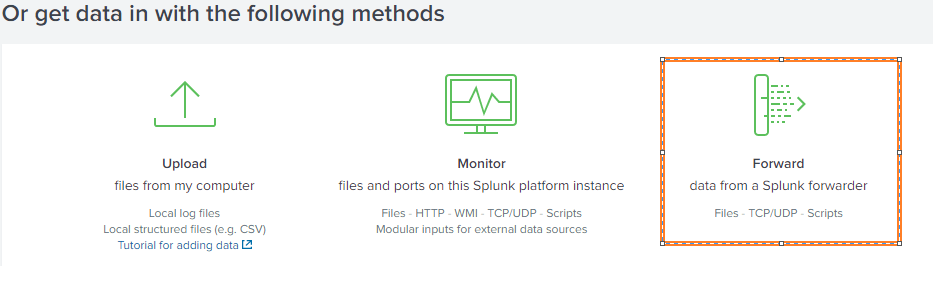 Or get data in with the following methods
Upload
files from my computer
Local log files
Local structured files (e.g. CSV)
Tutorial for adding data
Monitor
files and ports on this Splunk platform instance
Files - HTTP - WMI - TCP/UDP - Scripts
Modular inputs for external data sources
Forward
data from a Splunk forwarder
Files - TCP/UDP - Scripts